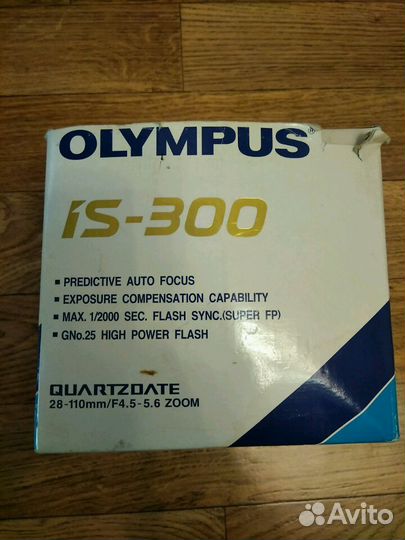 OLYMPUS®
iS-300
▪ PREDICTIVE AUTO FOCUS
▪ EXPOSURE COMPENSATION CAPABILITY
▪ MAX. 1/2000 SEC. FLASH SYNC.(SUPER FP)
▪ GNo.25 HIGH POWER FLASH
QUARTZDATE
28-110mm/F4.5-5.6 ZOOM
Avito